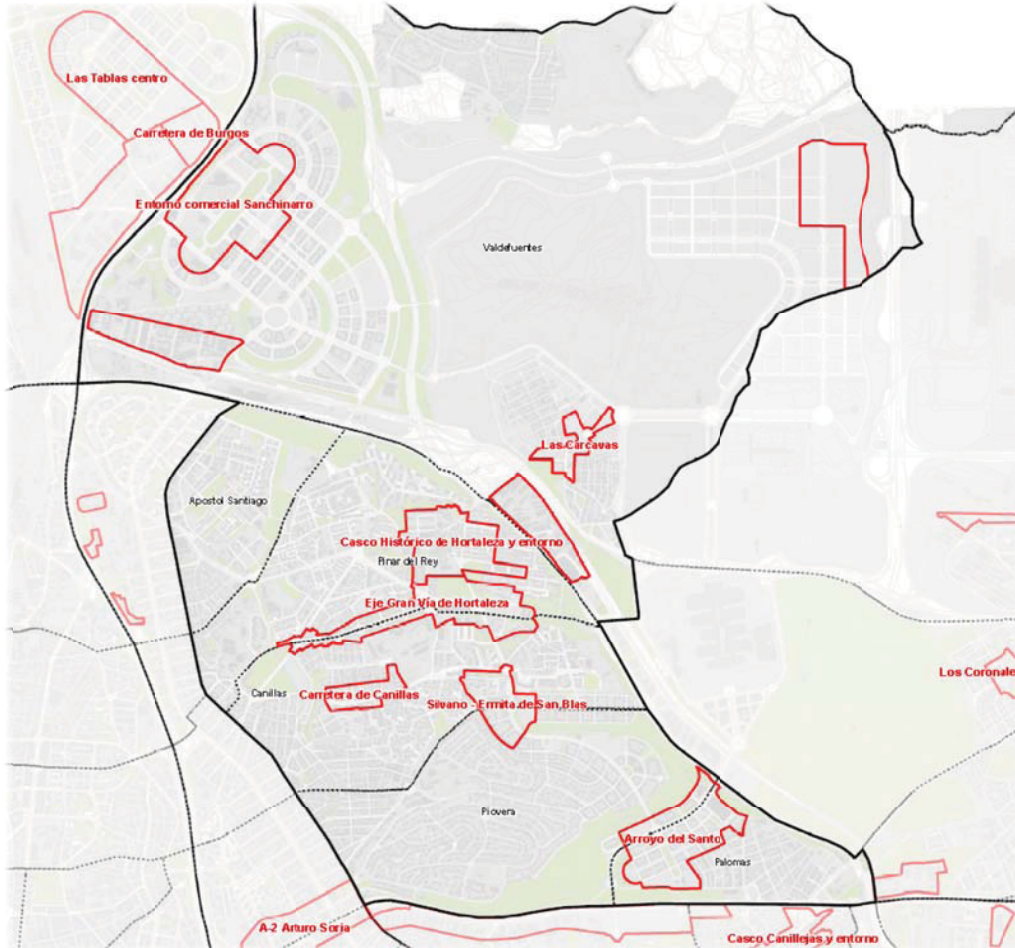 Las Tablas centro
Carretera de Burgos
Entorno comercial Sanchinarro
Valdefuentes
Las Cárcavas
Apostol Santiago
Casco Histórico de Hortaleza y entorno
Pinar del Rey
Eje Gran Vía de Hortaleza
Los Coronale
Canillas
Carretera de Canillas
Silvano - Ermita de San Blas
Piovera
Arroyo del Santo
Palomas
A-2 Arturo Soria
Casco Canillejas y entorno